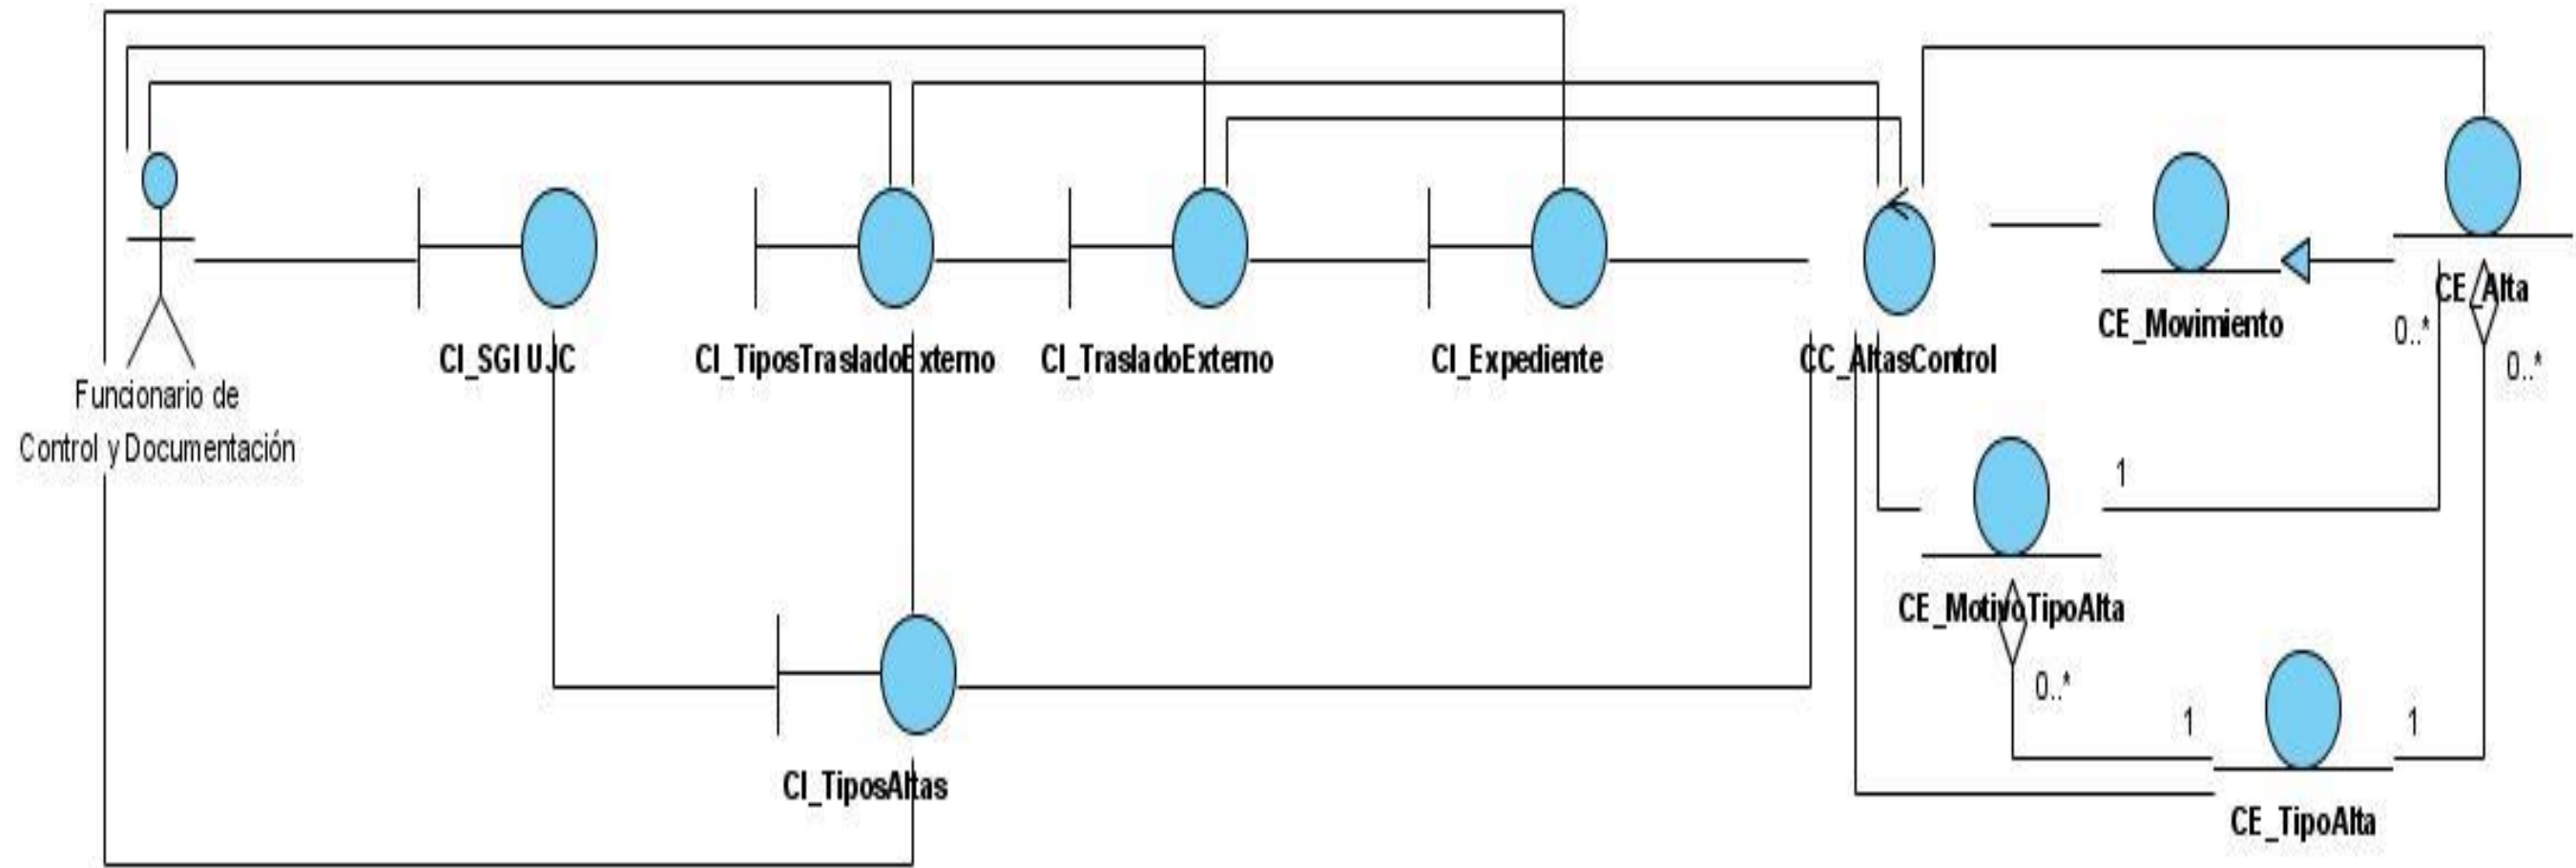 Funcionario de
Control y Documentación
CI_SGI UJC
CI_TiposTrasladoExterno
CI_TrasladoExterno
CI_Expediente
CC_AltasControl
CE_Movimiento
CE_Alta
0..*
0..*
1
CE_MotivoTipoAlta
0..*
1
1
CI_TiposAltas
CE_TipoAlta